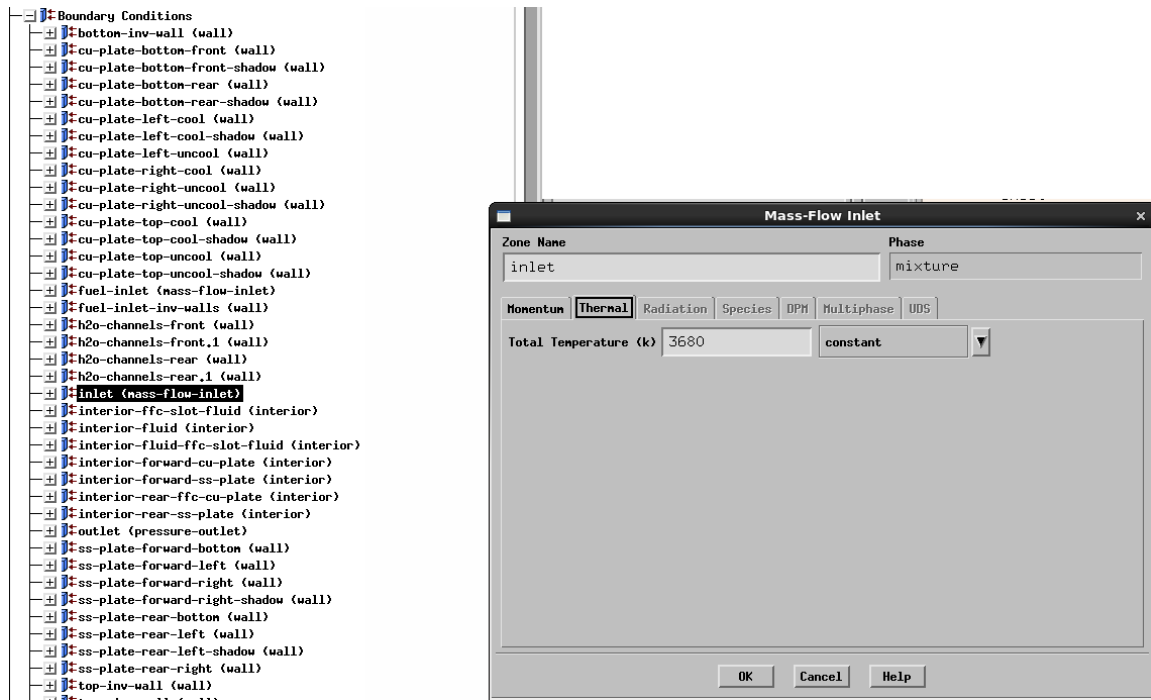 Boundary Conditions
bottom-inv-wall (wall)
cu-plate-bottom-front (wall)
cu-plate-bottom-front-shadow (wall)
cu-plate-bottom-rear (wall)
cu-plate-bottom-rear-shadow (wall)
cu-plate-left-cool (wall)
cu-plate-left-cool-shadow (wall)
cu-plate-left-uncool (wall)
cu-plate-right-cool (wall)
cu-plate-right-uncool (wall)
cu-plate-right-uncool-shadow (wall)
cu-plate-top-cool (wall)
cu-plate-top-cool-shadow (wall)
cu-plate-top-uncool (wall)
cu-plate-top-uncool-shadow (wall)
fuel-inlet (mass-flow-inlet)
fuel-inlet-inv-walls (wall)
h2o-channels-front (wall)
h2o-channels-front.1 (wall)
h2o-channels-rear (wall)
h2o-channels-rear.1 (wall)
inlet (mass-flow-inlet)
interior-ffc-slot-fluid (interior)
interior-fluid (interior)
interior-fluid-ffc-slot-fluid (interior)
interior-forward-cu-plate (interior)
interior-forward-ss-plate (interior)
interior-rear-ffc-cu-plate (interior)
interior-rear-ss-plate (interior)
outlet (pressure-outlet)
ss-plate-forward-bottom (wall)
ss-plate-forward-left (wall)
ss-plate-forward-right (wall)
ss-plate-forward-right-shadow (wall)
ss-plate-rear-bottom (wall)
ss-plate-rear-left (wall)
ss-plate-rear-left-shadow (wall)
ss-plate-rear-right (wall)
top-inv-wall (wall)
Mass-Flow Inlet
Zone Name
Phase
inlet
mixture
Momentum Thermal Radiation Species DPM Multiphase UDS
Total Temperature (k) 3680 constant
OK Cancel Help